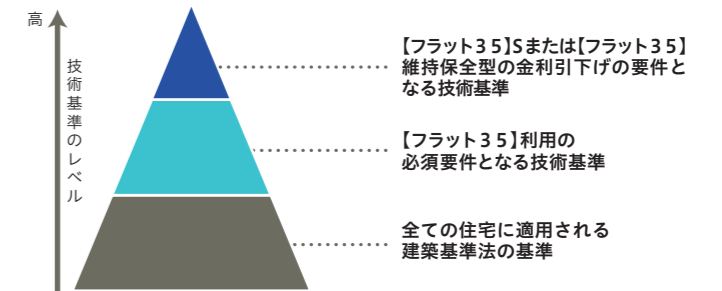 高
技術基準のレベル
【フラット３５】Sまたは【フラット３５】
維持保全型の金利引下げの要件と
なる技術基準
【フラット３５】利用の
必須要件となる技術基準
全ての住宅に適用される
建築基準法の基準